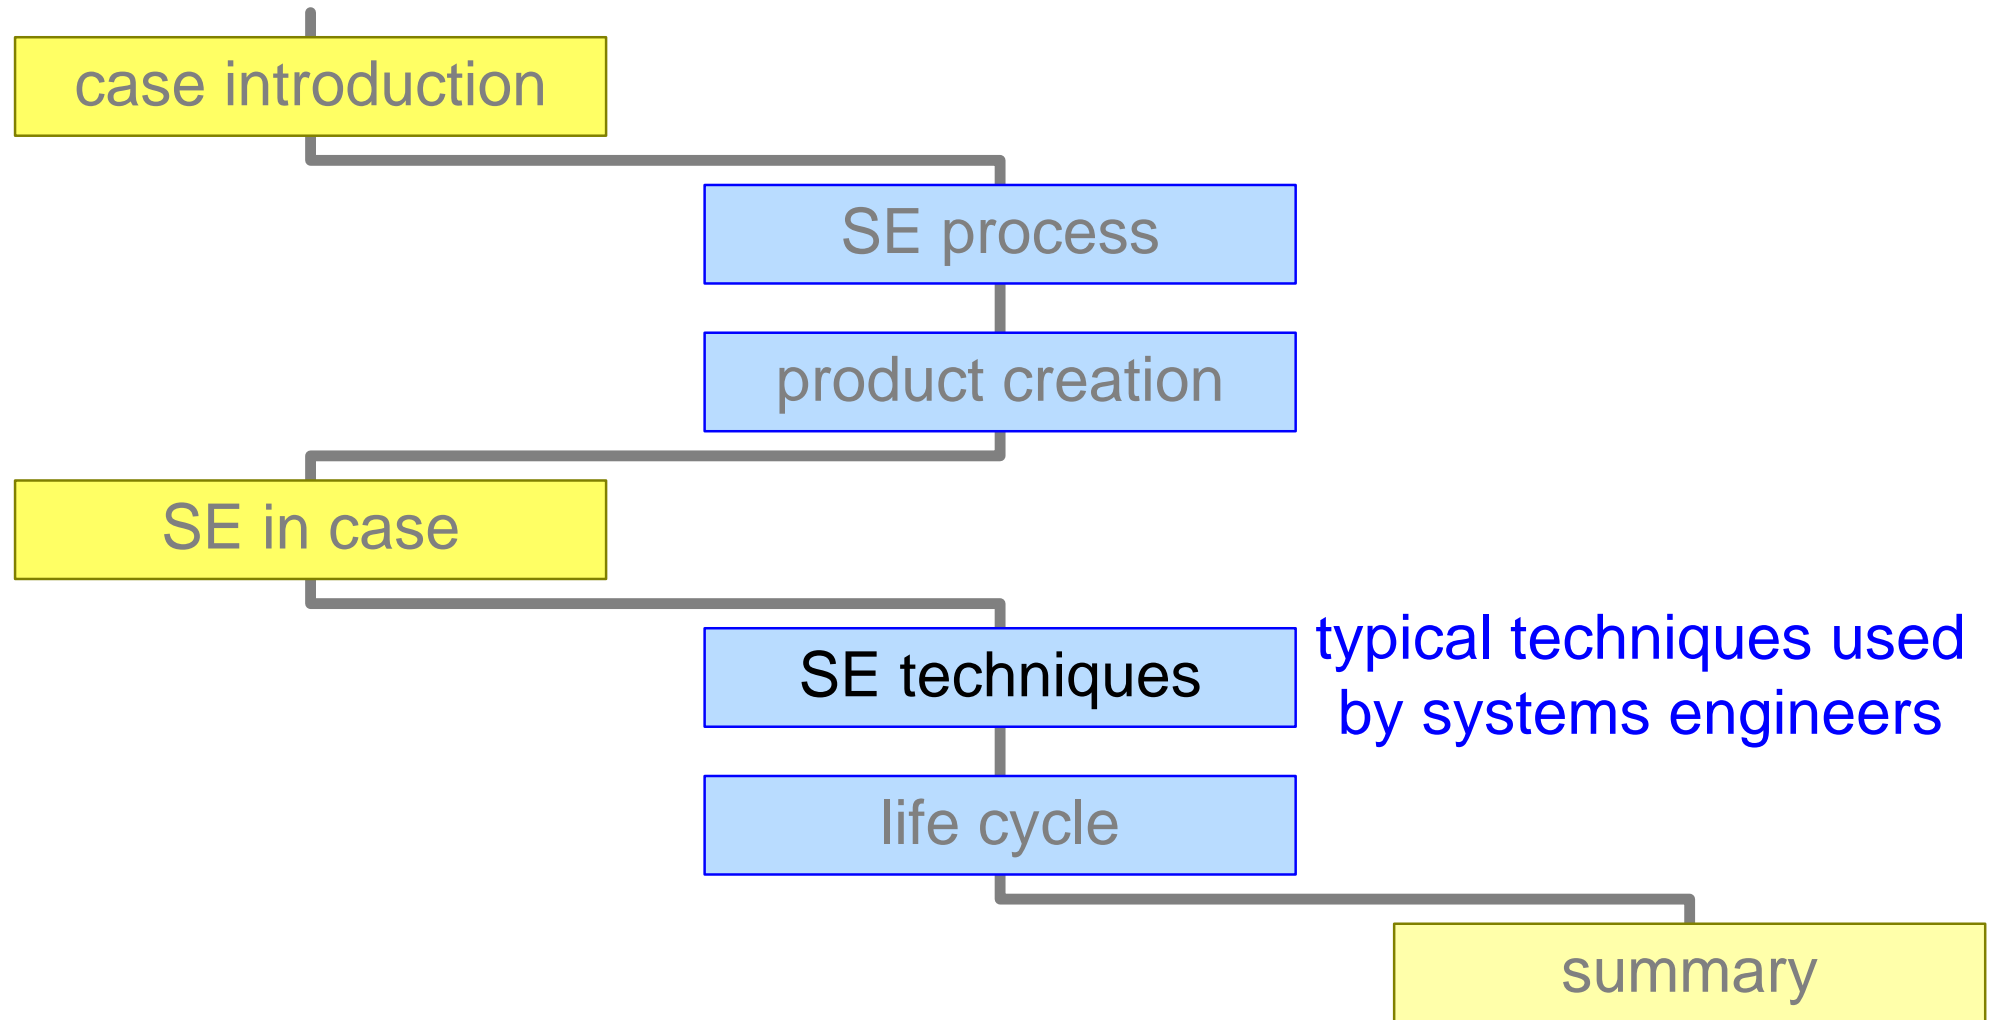 case introduction
SE process
product creation
SE in case
SE techniques
typical techniques used
by systems engineers
life cycle
summary